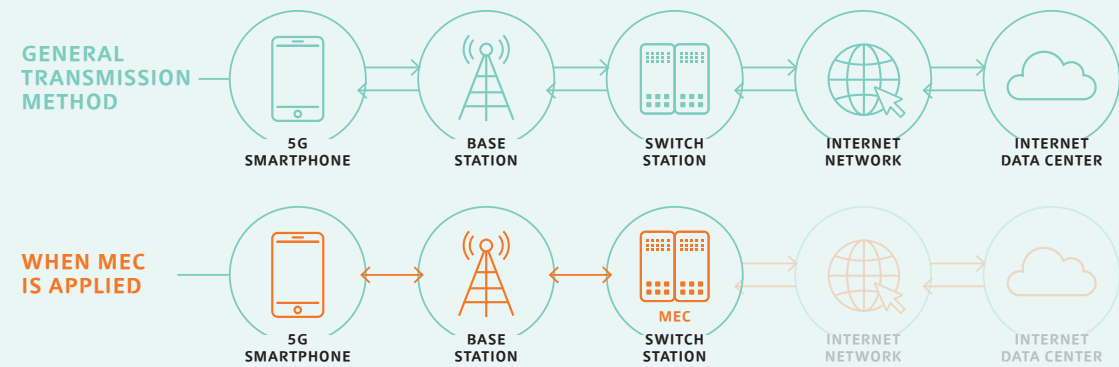 GENERAL
TRANSMISSION
METHOD
5G
SMARTPHONE
BASE
STATION
SWITCH
STATION
INTERNET
NETWORK
INTERNET
DATA CENTER
WHEN MEC
IS APPLIED
5G
SMARTPHONE
BASE
STATION
MEC
SWITCH
STATION
INTERNET
NETWORK
INTERNET
DATA CENTER